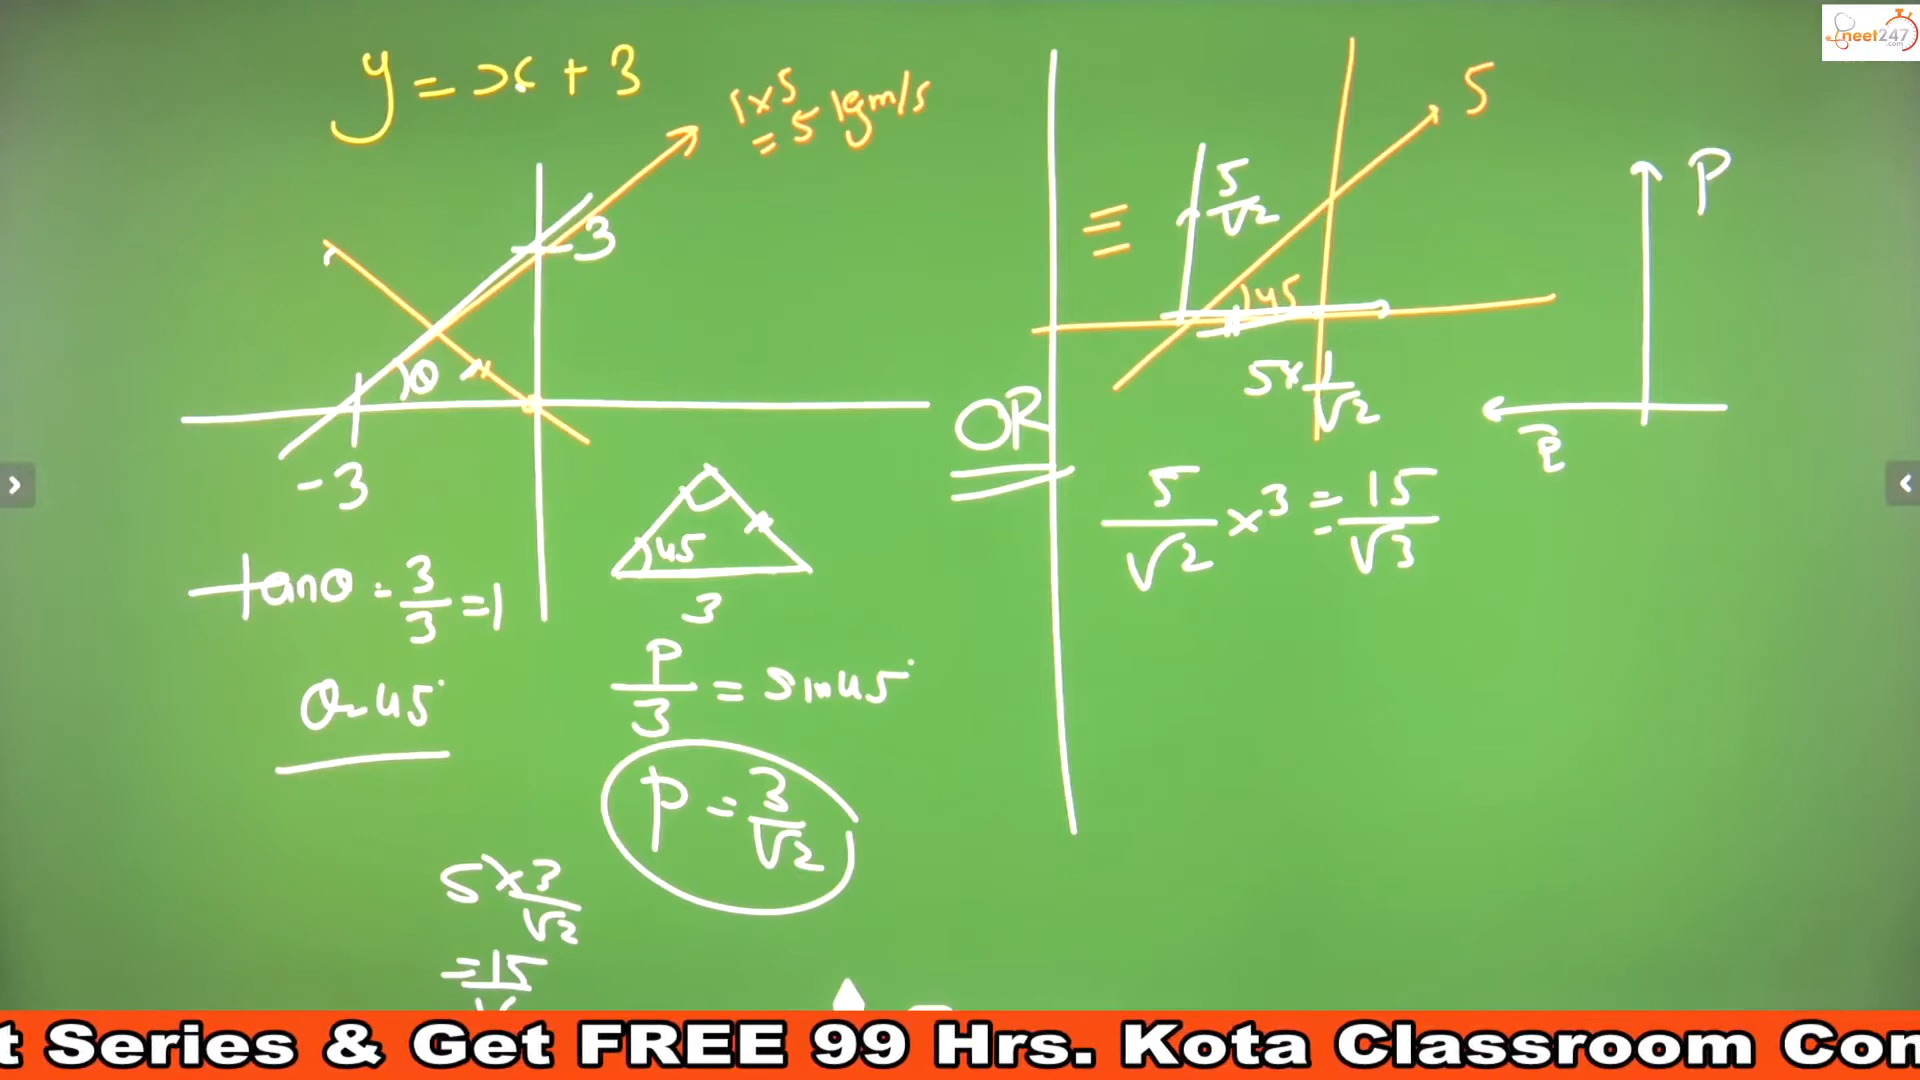 y = x + 3
1 x 5
= 5 kgm/s
3
θ
-3
tanθ = 3/3 = 1
θ = 45°
45
3
P/3 = sin45°
P = 3/√2
5 x 3/√2
= 15
OR
≡
5/√2
5
45
5 x 1/√2
5/√2 x 3 = 15/√3
P
neet247
.com
t Series & Get FREE 99 Hrs. Kota Classroom Con